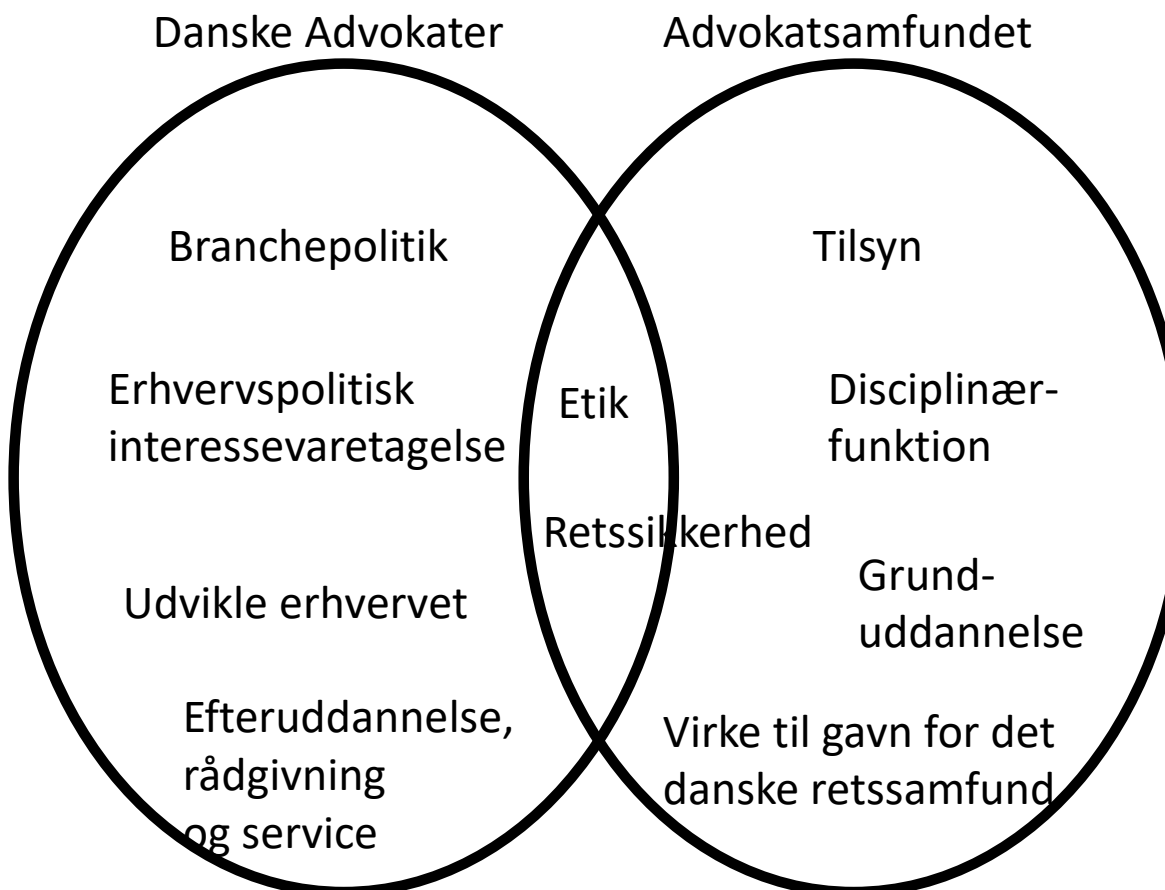 Danske Advokater
Advokatsamfundet
Branchepolitik
Erhvervspolitisk
interessevaretagelse
Udvikle erhvervet
Efteruddannelse,
rådgivning
og service
Etik
Retssikkerhed
Tilsyn
Disciplinær-
funktion
Grund-
uddannelse
Virke til gavn for det
danske retssamfund